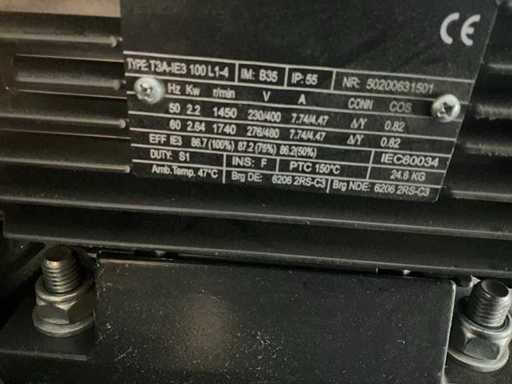 CE
TYPE: T3A-IE3 100 L1-4 IM: B35 IP: 55 NR: 50200631501
Hz Kw r/min V A CONN COS
50 2.2 1450 230/400 7.74/4.47 Δ/Y 0.82
60 2.64 1740 276/480 7.74/4.47 Δ/Y 0.82
EFF IE3 86.7(100%) 87.2(75%) 86.2(50%) IEC60034
DUTY: S1 INS: F PTC 150°C 24.8 KG
Amb.Temp. 47°C Brg DE: 6206 2RS-C3 Brg NDE: 6206 2RS-C3